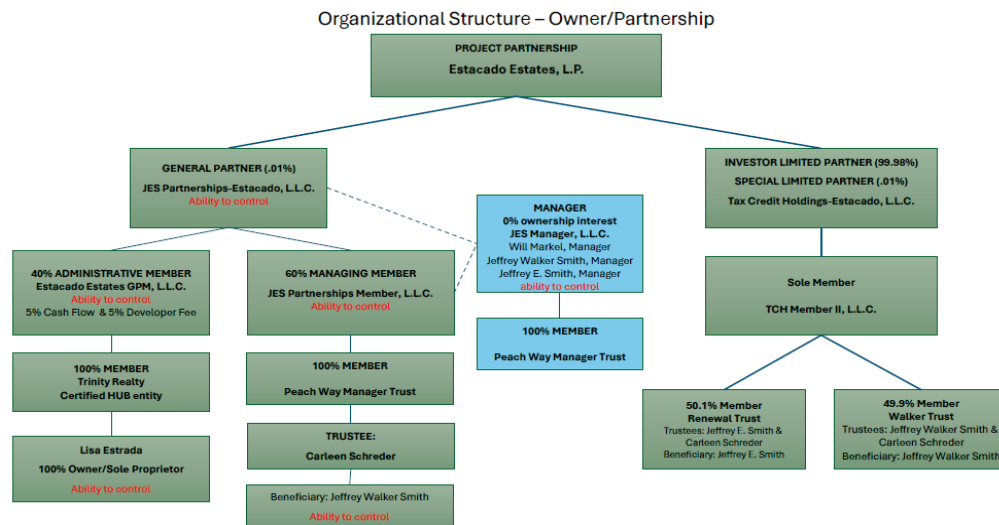 Organizational Structure – Owner/Partnership
PROJECT PARTNERSHIP
Estacado Estates, L.P.
GENERAL PARTNER (.01%)
JES Partnerships-Estacado, L.L.C.
Ability to control
INVESTOR LIMITED PARTNER (99.98%)
SPECIAL LIMITED PARTNER (.01%)
Tax Credit Holdings-Estacado, L.L.C.
MANAGER
0% ownership interest
JES Manager, L.L.C.
Will Markel, Manager
Jeffrey Walker Smith, Manager
Jeffrey E. Smith, Manager
ability to control
40% ADMINISTRATIVE MEMBER
Estacado Estates GPM, L.L.C.
Ability to control
5% Cash Flow & 5% Developer Fee
60% MANAGING MEMBER
JES Partnerships Member, L.L.C.
Ability to control
Sole Member
TCH Member II, L.L.C.
100% MEMBER
Peach Way Manager Trust
100% MEMBER
Trinity Realty
Certified HUB entity
100% MEMBER
Peach Way Manager Trust
50.1% Member
Renewal Trust
Trustees: Jeffrey E. Smith &
Carleen Schreder
Beneficiary: Jeffrey E. Smith
49.9% Member
Walker Trust
Trustees: Jeffrey Walker Smith &
Carleen Schreder
Beneficiary: Jeffrey Walker Smith
Lisa Estrada
100% Owner/Sole Proprietor
Ability to control
TRUSTEE:
Carleen Schreder
Beneficiary: Jeffrey Walker Smith
Ability to control